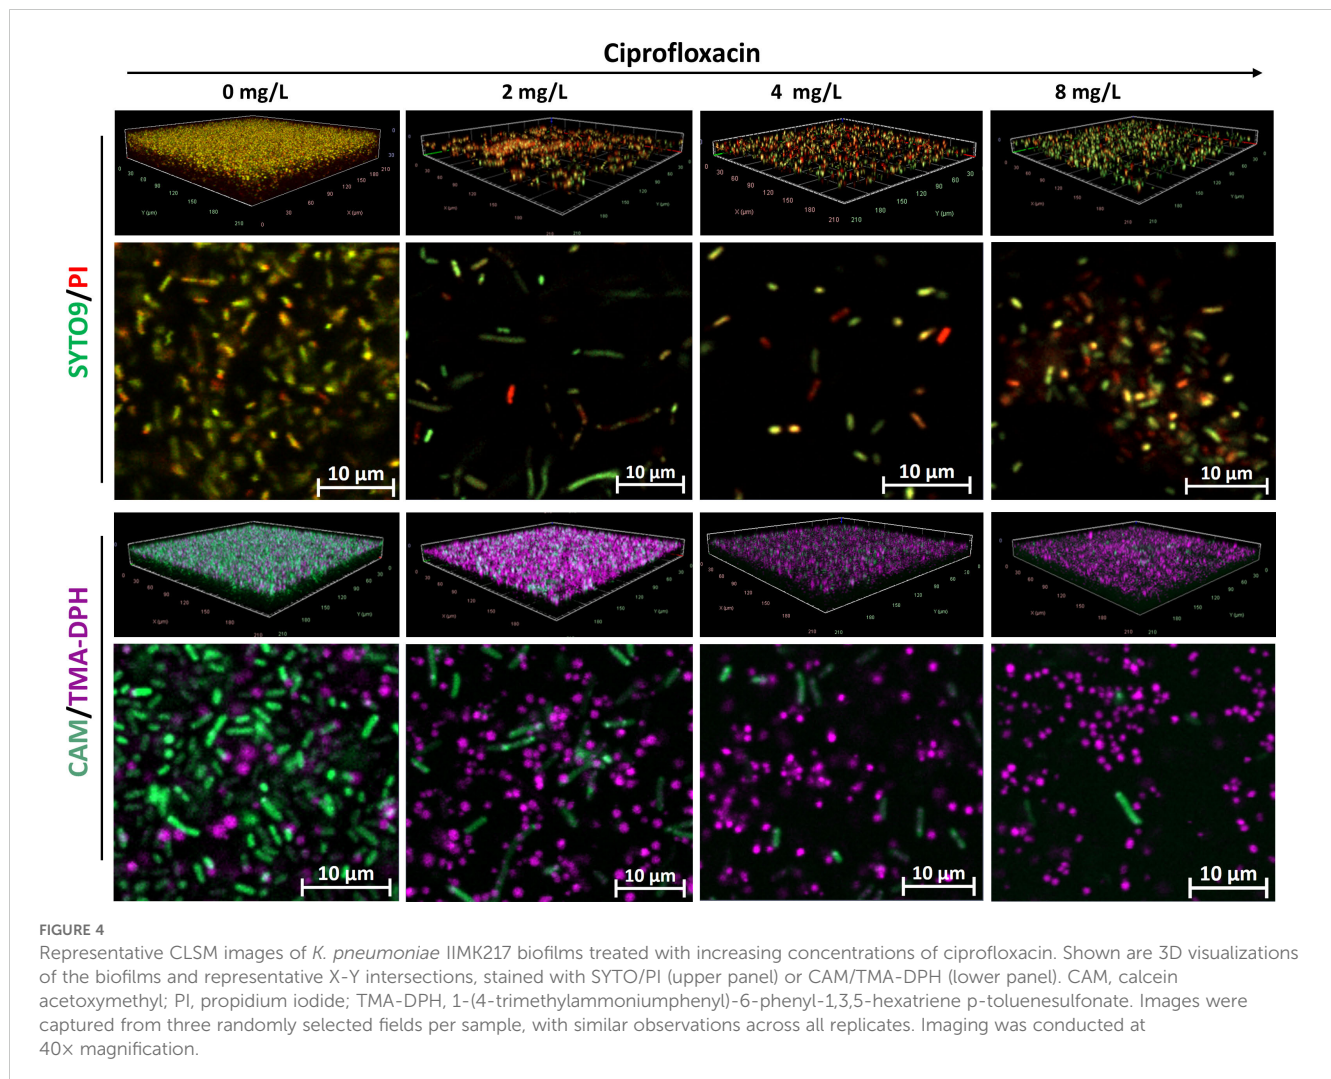 Ciprofloxacin
0 mg/L 2 mg/L 4 mg/L 8 mg/L
SYTO9/PI
10 µm 10 µm 10 µm 10 µm
CAM/TMA-DPH
10 µm 10 µm 10 µm 10 µm
FIGURE 4
Representative CLSM images of K. pneumoniae IIMK217 biofilms treated with increasing concentrations of ciprofloxacin. Shown are 3D visualizations
of the biofilms and representative X-Y intersections, stained with SYTO/PI (upper panel) or CAM/TMA-DPH (lower panel). CAM, calcein
acetoxymethyl; PI, propidium iodide; TMA-DPH, 1-(4-trimethylammoniumphenyl)-6-phenyl-1,3,5-hexatriene p-toluenesulfonate. Images were
captured from three randomly selected fields per sample, with similar observations across all replicates. Imaging was conducted at
40× magnification.